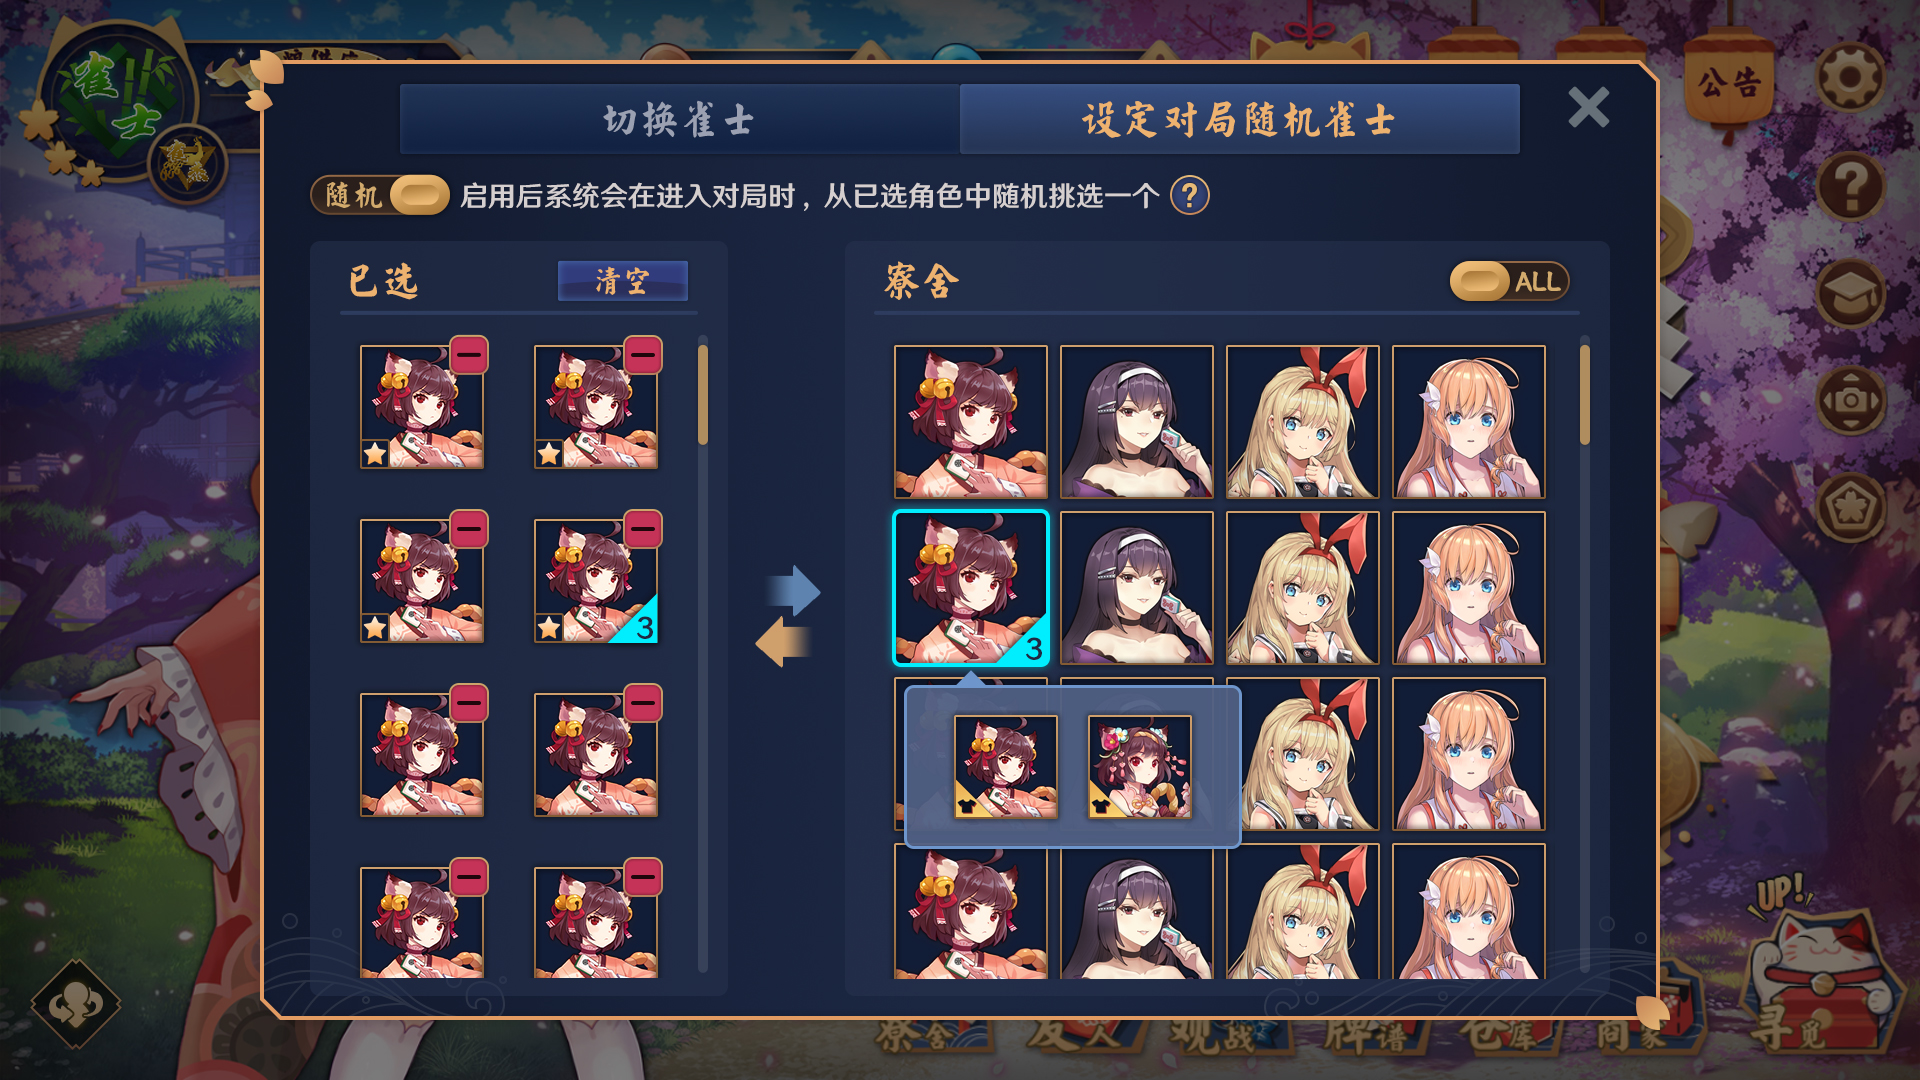 雀士
公告
切换雀士
设定对局随机雀士
随机
启用后系统会在进入对局时，从已选角色中随机挑选一个
?
已选
清空
寮舍
ALL
3
3
UP!
寮舍
友人
观战
牌谱
仓库
商家
寻觅